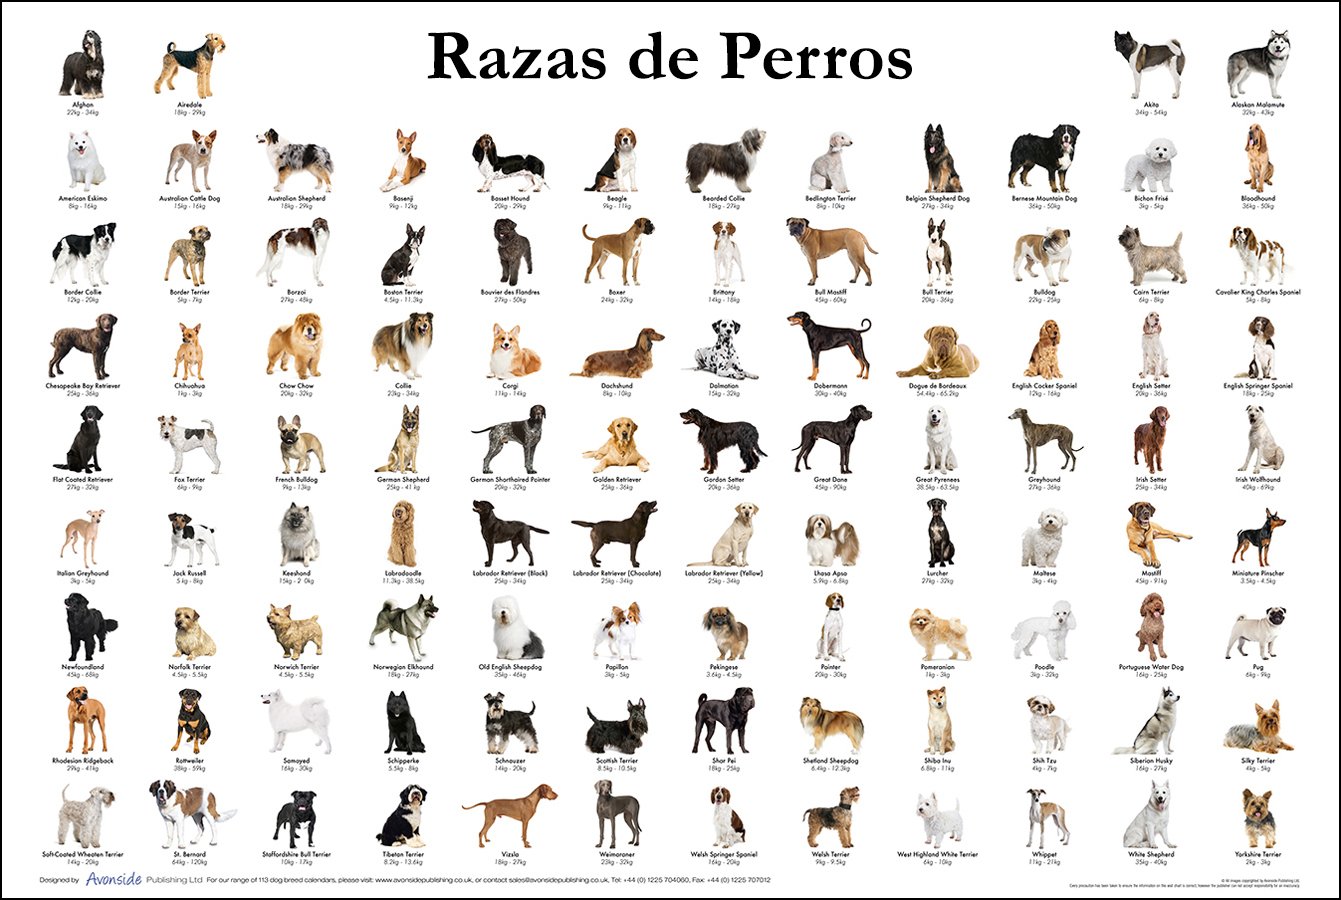 Razas de Perros
Afghan
22kg - 34kg
Airedale
18kg - 29kg
Akita
34kg - 54kg
Alaskan Malamute
32kg - 43kg
American Eskimo
8kg - 16kg
Australian Cattle Dog
15kg - 16kg
Australian Shepherd
18kg - 29kg
Basenji
9kg - 12kg
Basset Hound
20kg - 29kg
Beagle
9kg - 11kg
Bearded Collie
18kg - 27kg
Bedlington Terrier
8kg - 10kg
Belgian Shepherd Dog
27kg - 34kg
Bernese Mountain Dog
36kg - 50kg
Bichon Frisé
3kg - 5kg
Bloodhound
36kg - 50kg
Border Collie
12kg - 20kg
Border Terrier
5kg - 7kg
Borzoi
27kg - 48kg
Boston Terrier
4.5kg - 11.3kg
Bouvier des Flandres
27kg - 50kg
Boxer
24kg - 32kg
Brittany
14kg - 18kg
Bull Mastiff
45kg - 60kg
Bull Terrier
20kg - 36kg
Bulldog
22kg - 25kg
Cairn Terrier
6kg - 8kg
Cavalier King Charles Spaniel
5kg - 8kg
Chesapeake Bay Retriever
25kg - 36kg
Chihuahua
1kg - 3kg
Chow Chow
20kg - 32kg
Collie
23kg - 34kg
Corgi
11kg - 14kg
Dachshund
8kg - 10kg
Dalmation
15kg - 32kg
Dobermann
30kg - 40kg
Dogue de Bordeaux
54.4kg - 65.2kg
English Cocker Spaniel
12kg - 16kg
English Setter
20kg - 36kg
English Springer Spaniel
18kg - 25kg
Flat Coated Retriever
27kg - 32kg
Fox Terrier
6kg - 9kg
French Bulldog
9kg - 13kg
German Shepherd
25kg - 41 kg
German Shorthaired Pointer
20kg - 32kg
Golden Retriever
25kg - 36kg
Gordon Setter
20kg - 36kg
Great Dane
45kg - 90kg
Great Pyrenees
38.5kg - 63.5kg
Greyhound
27kg - 36kg
Irish Setter
25kg - 34kg
Irish Wolfhound
40kg - 69kg
Italian Greyhound
3kg - 5kg
Jack Russell
5 kg - 8kg
Keeshond
15kg - 2 0kg
Labradoodle
11.3kg - 38.5kg
Labrador Retriever (Black)
25kg - 34kg
Labrador Retriever (Chocolate)
25kg - 34kg
Labrador Retriever (Yellow)
25kg - 34kg
Lhasa Apso
5.9kg - 6.8kg
Lurcher
27kg - 32kg
Maltese
3kg - 4kg
Mastiff
45kg - 91kg
Miniature Pinscher
3.5kg - 4.5kg
Newfoundland
45kg - 68kg
Norfolk Terrier
4.5kg - 5.5kg
Norwich Terrier
4.5kg - 5.5kg
Norwegian Elkhound
18kg - 27kg
Old English Sheepdog
35kg - 46kg
Papillon
3kg - 5kg
Pekingese
3.6kg - 4.5kg
Pointer
20kg - 30kg
Pomeranian
1kg - 3kg
Poodle
3kg - 32kg
Portuguese Water Dog
16kg - 25kg
Pug
6kg - 9kg
Rhodesian Ridgeback
29kg - 41kg
Rottweiler
38kg - 59kg
Samoyed
16kg - 30kg
Schipperke
5.5kg - 8kg
Schnauzer
14kg - 20kg
Scottish Terrier
8.5kg - 10.5kg
Shar Pei
18kg - 25kg
Shetland Sheepdog
6.4kg - 12.3kg
Shiba Inu
6.8kg - 11kg
Shih Tzu
4kg - 7kg
Siberian Husky
16kg - 27kg
Silky Terrier
4kg - 5kg
Soft-Coated Wheaten Terrier
14kg - 20kg
St. Bernard
64kg - 120kg
Staffordshire Bull Terrier
10kg - 17kg
Tibetan Terrier
8.2kg - 13.6kg
Vizsla
18kg - 27kg
Weimaraner
23kg - 32kg
Welsh Springer Spaniel
16kg - 20kg
Welsh Terrier
9kg - 9.5kg
West Highland White Terrier
6kg - 10kg
Whippet
11kg - 21kg
White Shepherd
35kg - 40kg
Yorkshire Terrier
2kg - 3kg
Designed by Avonside Publishing Ltd For our range of 113 dog breed calendars, please visit: www.avonsidepublishing.co.uk, or contact sales@avonsidepublishing.co.uk, Tel: +44 (0) 1225 704060, Fax: +44 (0) 1225 707012
© All images copyrighted by Avonside Publishing Ltd.
Every precaution has been taken to ensure the information on this wall chart is correct, however the publisher can not accept responsibility for an inaccuracy.